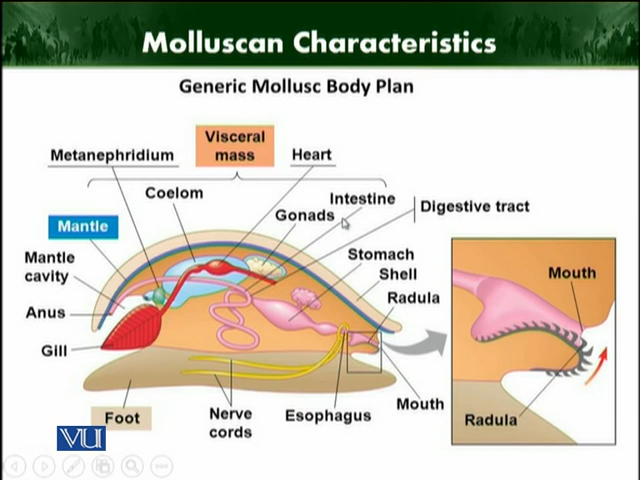 Molluscan Characteristics
Generic Mollusc Body Plan
Visceral
mass
Metanephridium
Heart
Coelom
Intestine
Gonads
Digestive tract
Mantle
Mantle
cavity
Stomach
Shell
Radula
Anus
Gill
Mouth
Foot
Nerve
cords
Esophagus
Mouth
Radula
VU